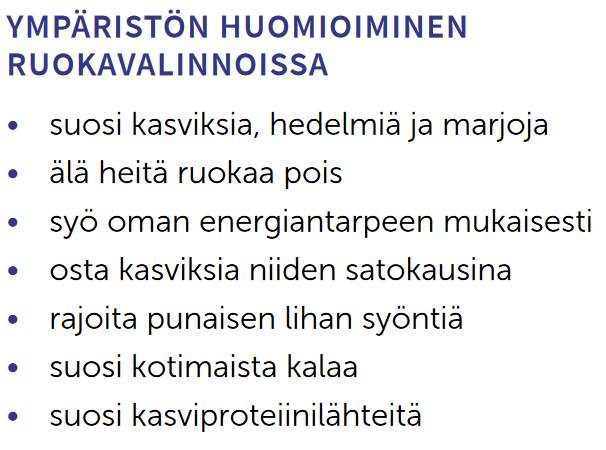 YMPÄRISTÖN HUOMIOIMINEN
RUOKAVALINNOISSA
• suosi kasviksia, hedelmiä ja marjoja
• älä heitä ruokaa pois
• syö oman energiantarpeen mukaisesti
• osta kasviksia niiden satokausina
• rajoita punaisen lihan syöntiä
• suosi kotimaista kalaa
• suosi kasviproteiinilähteitä